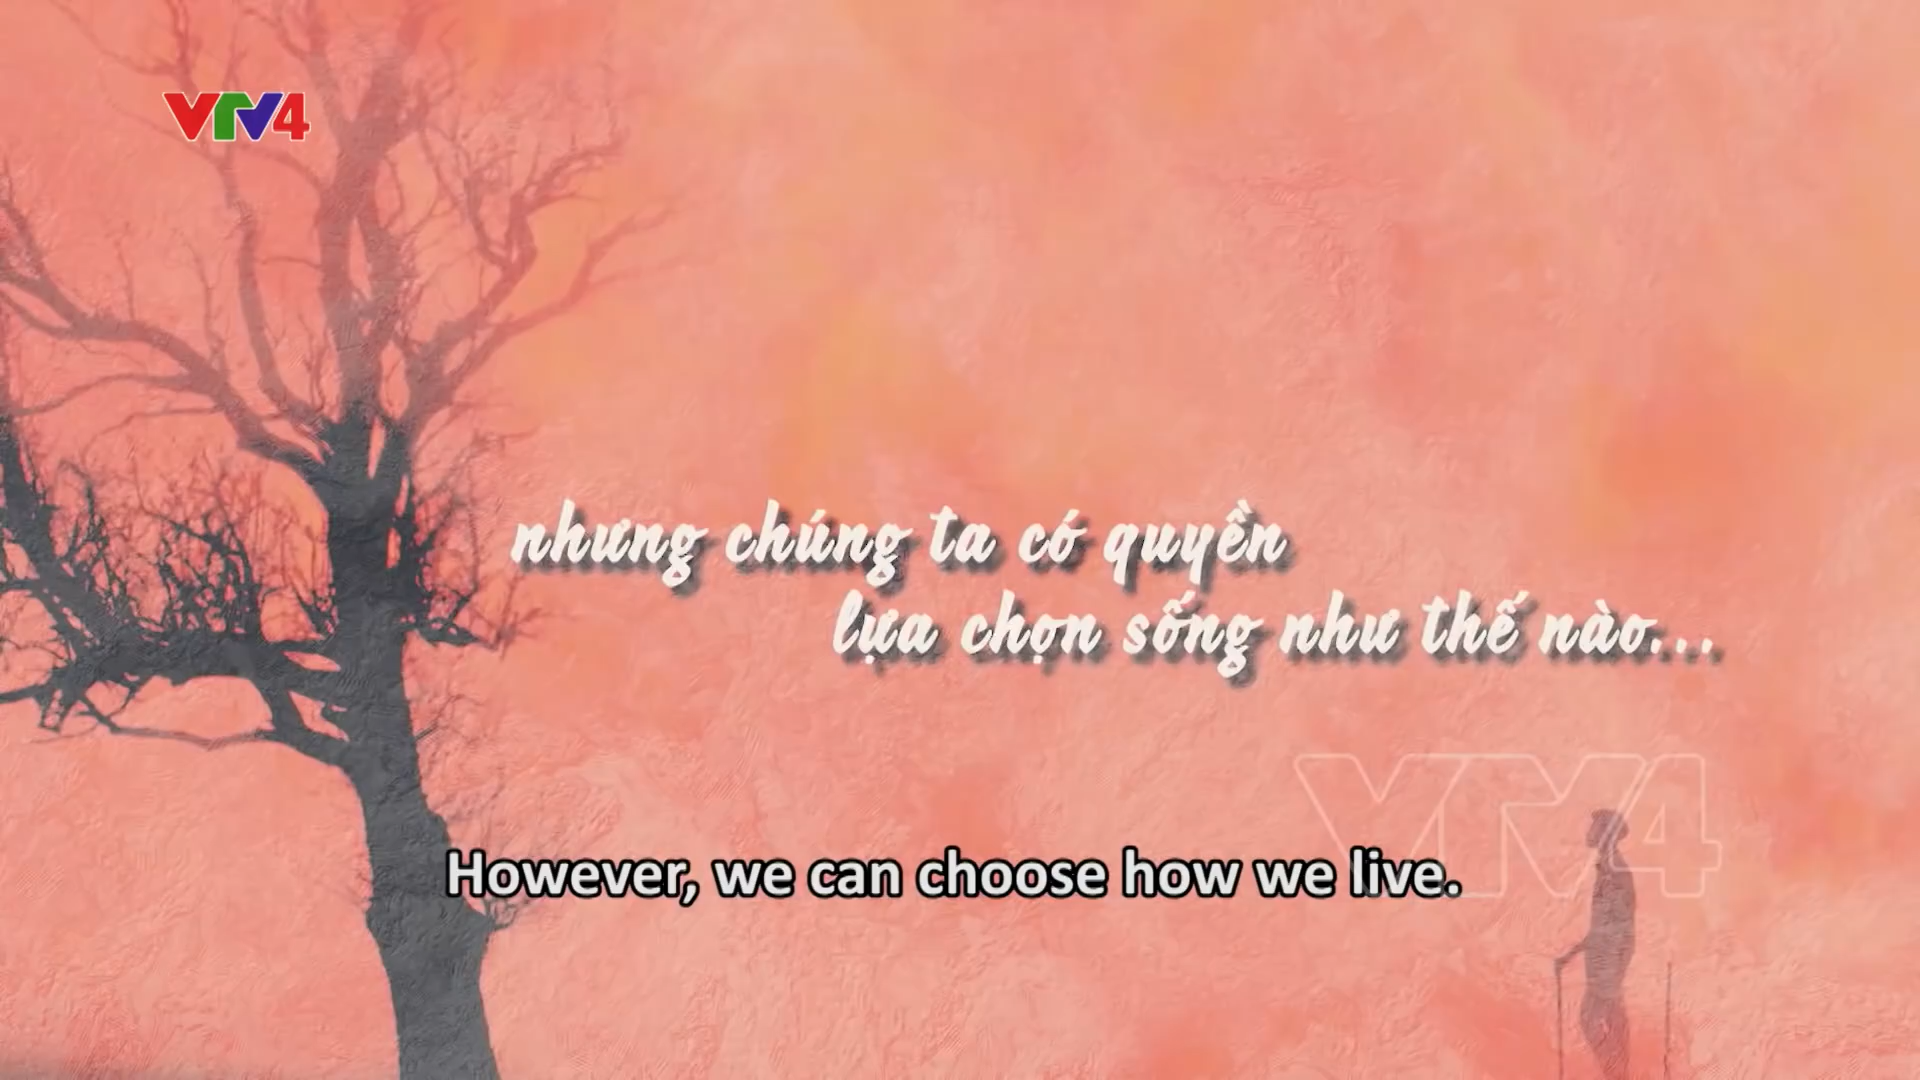 VTV4
nhưng chúng ta có quyền
lựa chọn sống như thế nào...
VTV4
However, we can choose how we live.